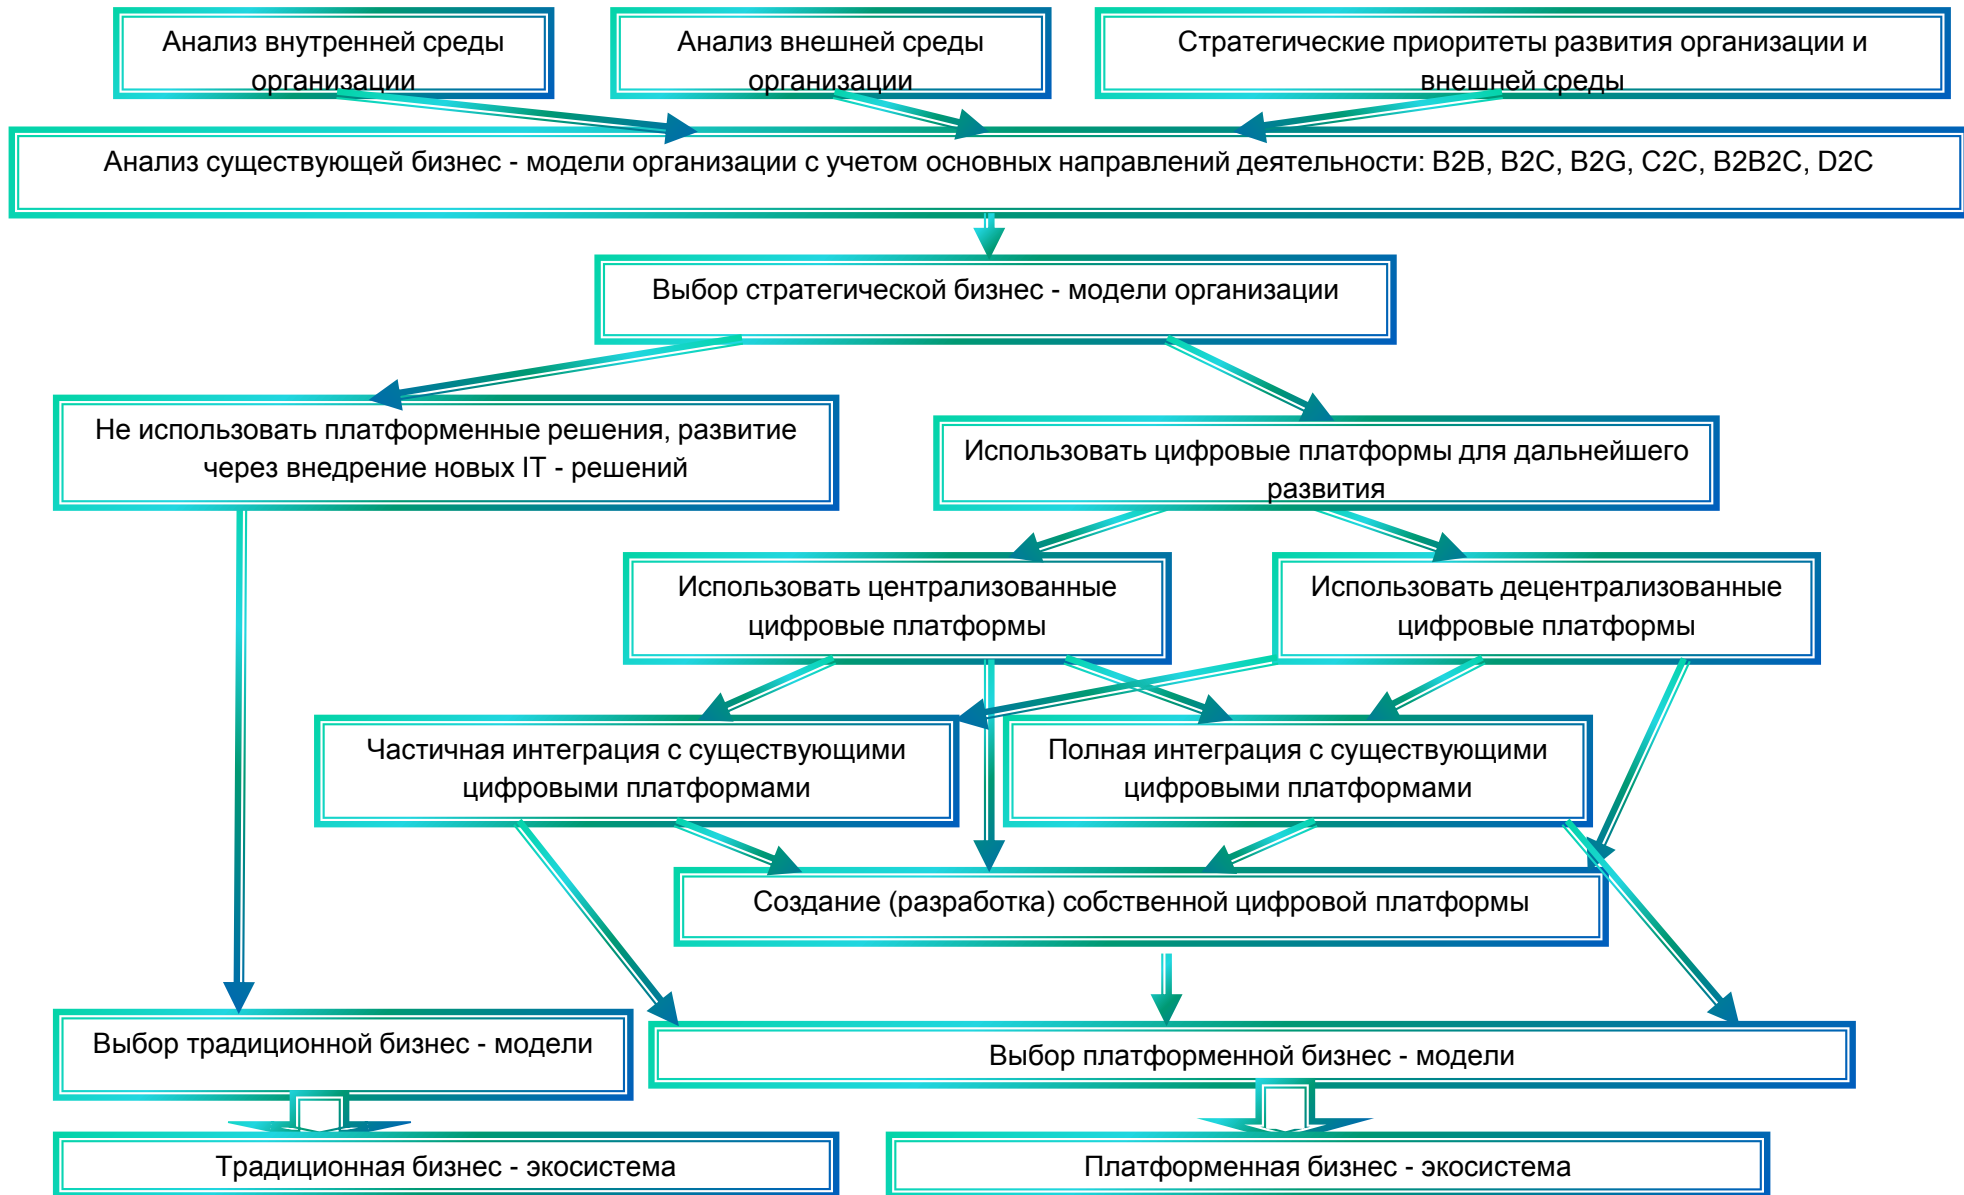 Анализ внутренней среды
организации
Анализ внешней среды
организации
Стратегические приоритеты развития организации и
внешней среды
Анализ существующей бизнес - модели организации с учетом основных направлений деятельности: B2B, B2C, B2G, C2C, B2B2C, D2C
Выбор стратегической бизнес - модели организации
Не использовать платформенные решения, развитие
через внедрение новых IT - решений
Использовать цифровые платформы для дальнейшего
развития
Использовать централизованные
цифровые платформы
Использовать децентрализованные
цифровые платформы
Частичная интеграция с существующими
цифровыми платформами
Полная интеграция с существующими
цифровыми платформами
Создание (разработка) собственной цифровой платформы
Выбор традиционной бизнес - модели
Выбор платформенной бизнес - модели
Традиционная бизнес - экосистема
Платформенная бизнес - экосистема